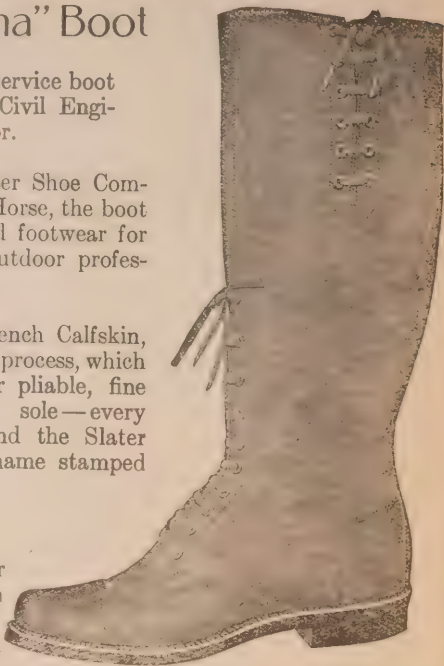 na” Boot
ervice boot
Civil Engi-
r.
er Shoe Com-
Horse, the boot
l footwear for
utdoor profes-
ench Calfskin,
process, which
r pliable, fine
sole—every
nd the Slater
name stamped
r